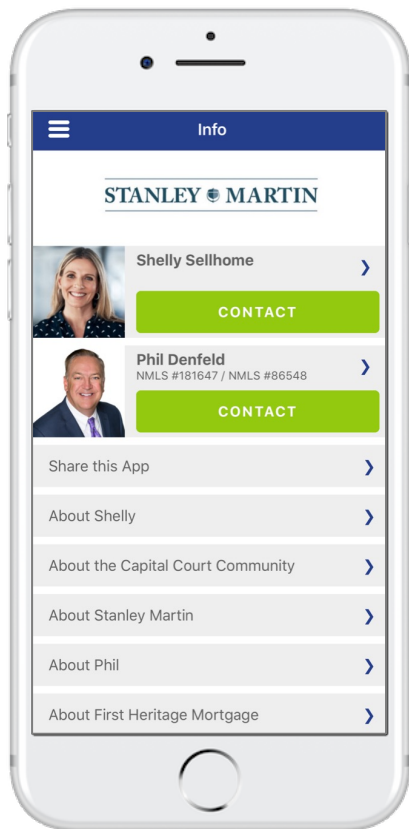 Info
STANLEY MARTIN
Shelly Sellhome
CONTACT
Phil Denfeld
NMLS #181647 / NMLS #86548
CONTACT
Share this App
About Shelly
About the Capital Court Community
About Stanley Martin
About Phil
About First Heritage Mortgage